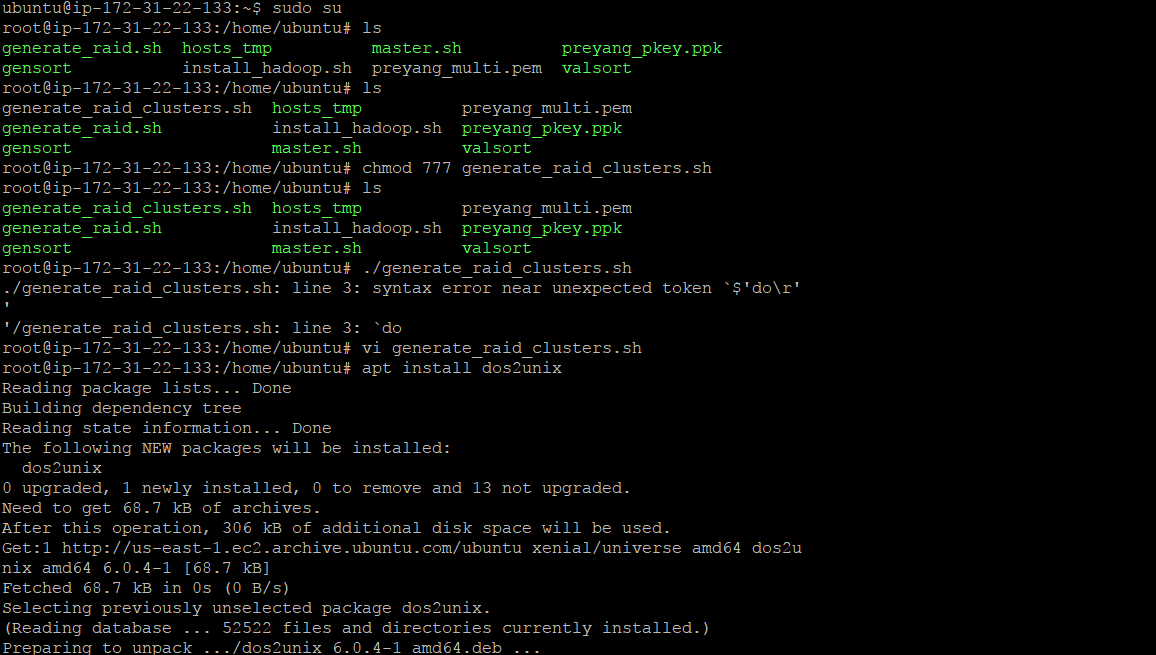 ubuntu@ip-172-31-22-133:~$ sudo su
root@ip-172-31-22-133:/home/ubuntu# ls
generate_raid.sh  hosts_tmp          master.sh          preyang_pkey.ppk
gensort           install_hadoop.sh  preyang_multi.pem  valsort
root@ip-172-31-22-133:/home/ubuntu# ls
generate_raid_clusters.sh  hosts_tmp          preyang_multi.pem
generate_raid.sh           install_hadoop.sh  preyang_pkey.ppk
gensort                    master.sh          valsort
root@ip-172-31-22-133:/home/ubuntu# chmod 777 generate_raid_clusters.sh
root@ip-172-31-22-133:/home/ubuntu# ls
generate_raid_clusters.sh  hosts_tmp          preyang_multi.pem
generate_raid.sh           install_hadoop.sh  preyang_pkey.ppk
gensort                    master.sh          valsort
root@ip-172-31-22-133:/home/ubuntu# ./generate_raid_clusters.sh
./generate_raid_clusters.sh: line 3: syntax error near unexpected token `$'do\r'
'
'/generate_raid_clusters.sh: line 3: `do
root@ip-172-31-22-133:/home/ubuntu# vi generate_raid_clusters.sh
root@ip-172-31-22-133:/home/ubuntu# apt install dos2unix
Reading package lists... Done
Building dependency tree
Reading state information... Done
The following NEW packages will be installed:
  dos2unix
0 upgraded, 1 newly installed, 0 to remove and 13 not upgraded.
Need to get 68.7 kB of archives.
After this operation, 306 kB of additional disk space will be used.
Get:1 http://us-east-1.ec2.archive.ubuntu.com/ubuntu xenial/universe amd64 dos2u
nix amd64 6.0.4-1 [68.7 kB]
Fetched 68.7 kB in 0s (0 B/s)
Selecting previously unselected package dos2unix.
(Reading database ... 52522 files and directories currently installed.)
Preparing to unpack .../dos2unix_6.0.4-1_amd64.deb ...